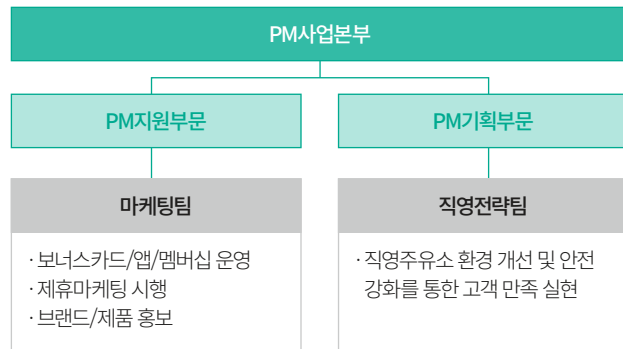 PM사업본부
PM지원부문
PM기획부문
마케팅팀
· 보너스카드/앱/멤버십 운영
· 제휴마케팅 시행
· 브랜드/제품 홍보
직영전략팀
· 직영주유소 환경 개선 및 안전
강화를 통한 고객 만족 실현